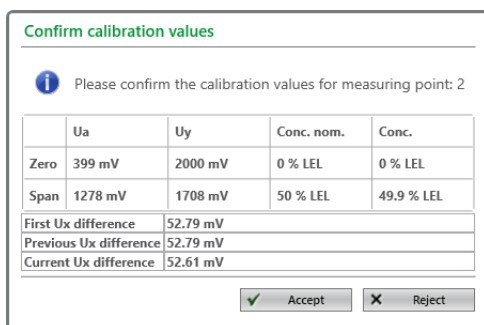 Confirm calibration values
Please confirm the calibration values for measuring point: 2
Ua Uy Conc. nom. Conc.
Zero 399 mV 2000 mV 0 % LEL 0 % LEL
Span 1278 mV 1708 mV 50 % LEL 49.9 % LEL
First Ux difference 52.79 mV
Previous Ux difference 52.79 mV
Current Ux difference 52.61 mV
Accept Reject